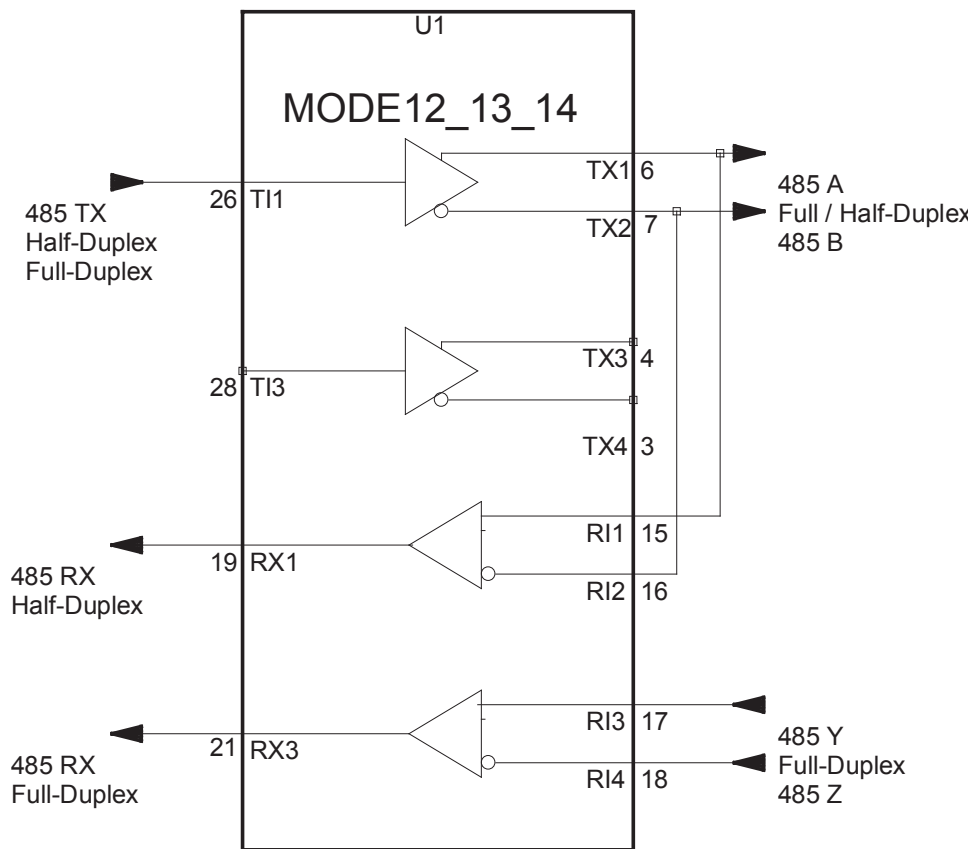 U1
MODE12_13_14
TX1 6
26 TI1
485 TX
Half-Duplex
Full-Duplex
TX2 7
485 A
Full / Half-Duplex
485 B
TX3 4
28 TI3
TX4 3
RI1 15
19 RX1
485 RX
Half-Duplex
RI2 16
RI3 17
21 RX3
485 RX
Full-Duplex
RI4 18
485 Y
Full-Duplex
485 Z